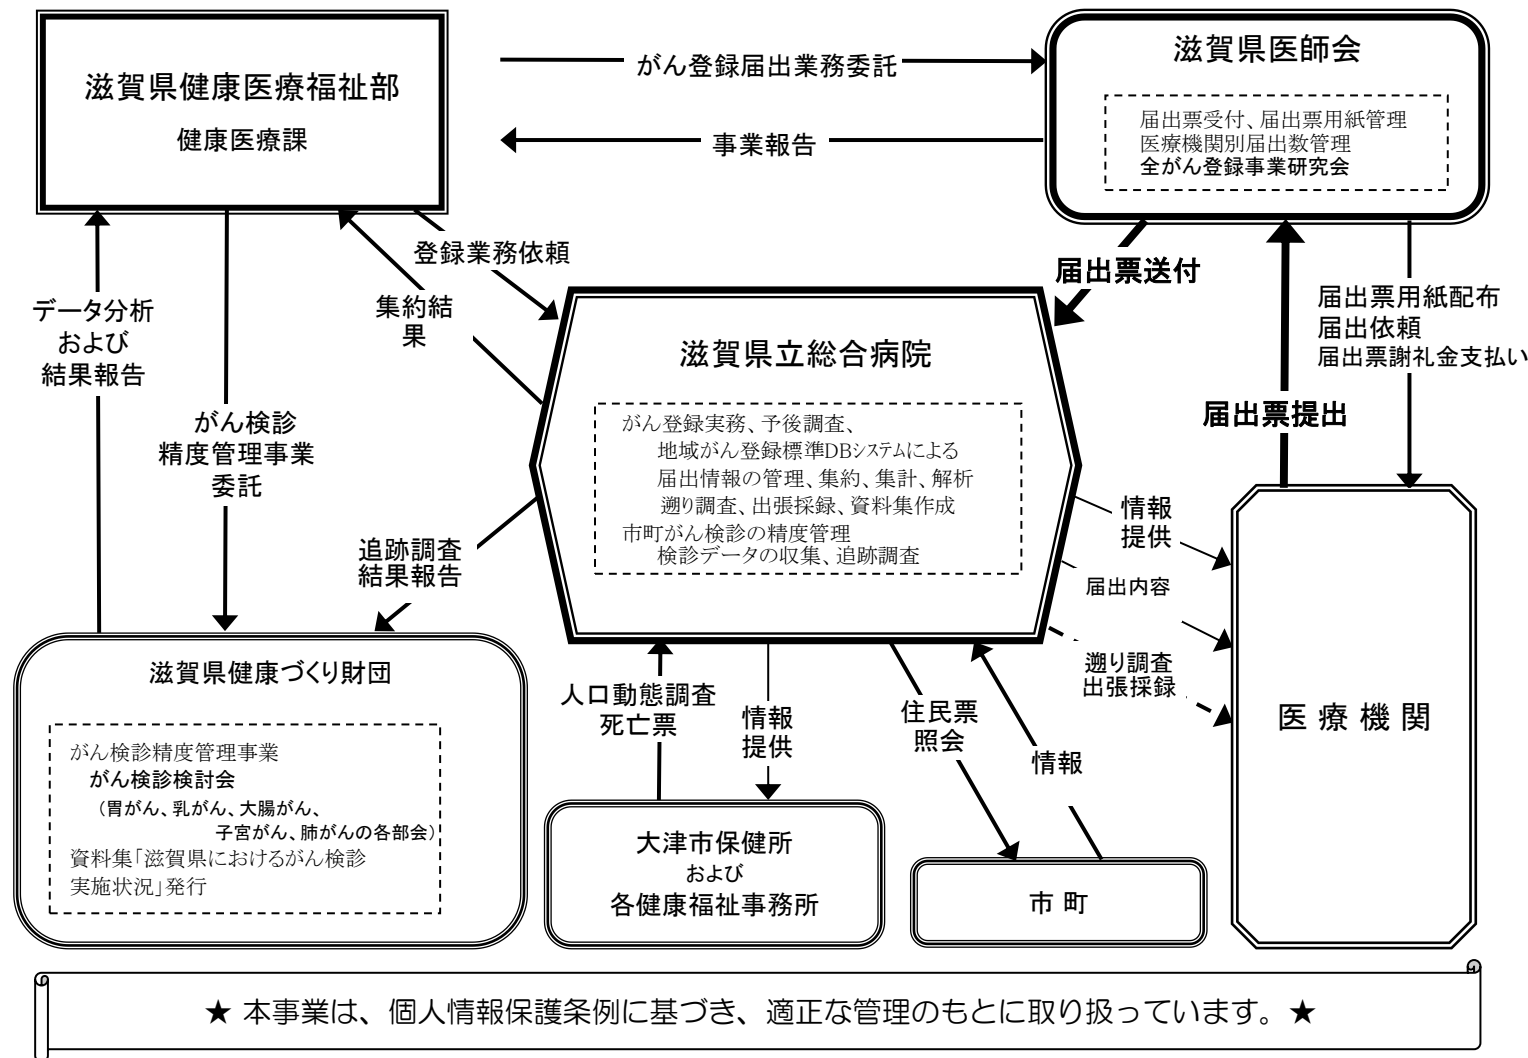 滋賀県健康医療福祉部
健康医療課
がん登録届出業務委託
事業報告
滋賀県医師会
届出票受付、届出票用紙管理
医療機関別届出数管理
全がん登録事業研究会
登録業務依頼
集約結
果
届出票送付
届出票用紙配布
届出依頼
届出票謝礼金支払い
届出票提出
データ分析
および
結果報告
がん検診
精度管理事業
委託
滋賀県立総合病院
がん登録実務、予後調査、
地域がん登録標準DBシステムによる
届出情報の管理、集約、集計、解析
遡り調査、出張採録、資料集作成
市町がん検診の精度管理
検診データの収集、追跡調査
追跡調査
結果報告
情報
提供
届出内容
遡り調査
出張採録
医療機関
滋賀県健康づくり財団
がん検診精度管理事業
がん検診検討会
（胃がん、乳がん、大腸がん、
子宮がん、肺がんの各部会）
資料集「滋賀県におけるがん検診
実施状況」発行
人口動態調査
死亡票
情報
提供
住民票
照会
情報
大津市保健所
および
各健康福祉事務所
市町
★ 本事業は、個人情報保護条例に基づき、適正な管理のもとに取り扱っています。★